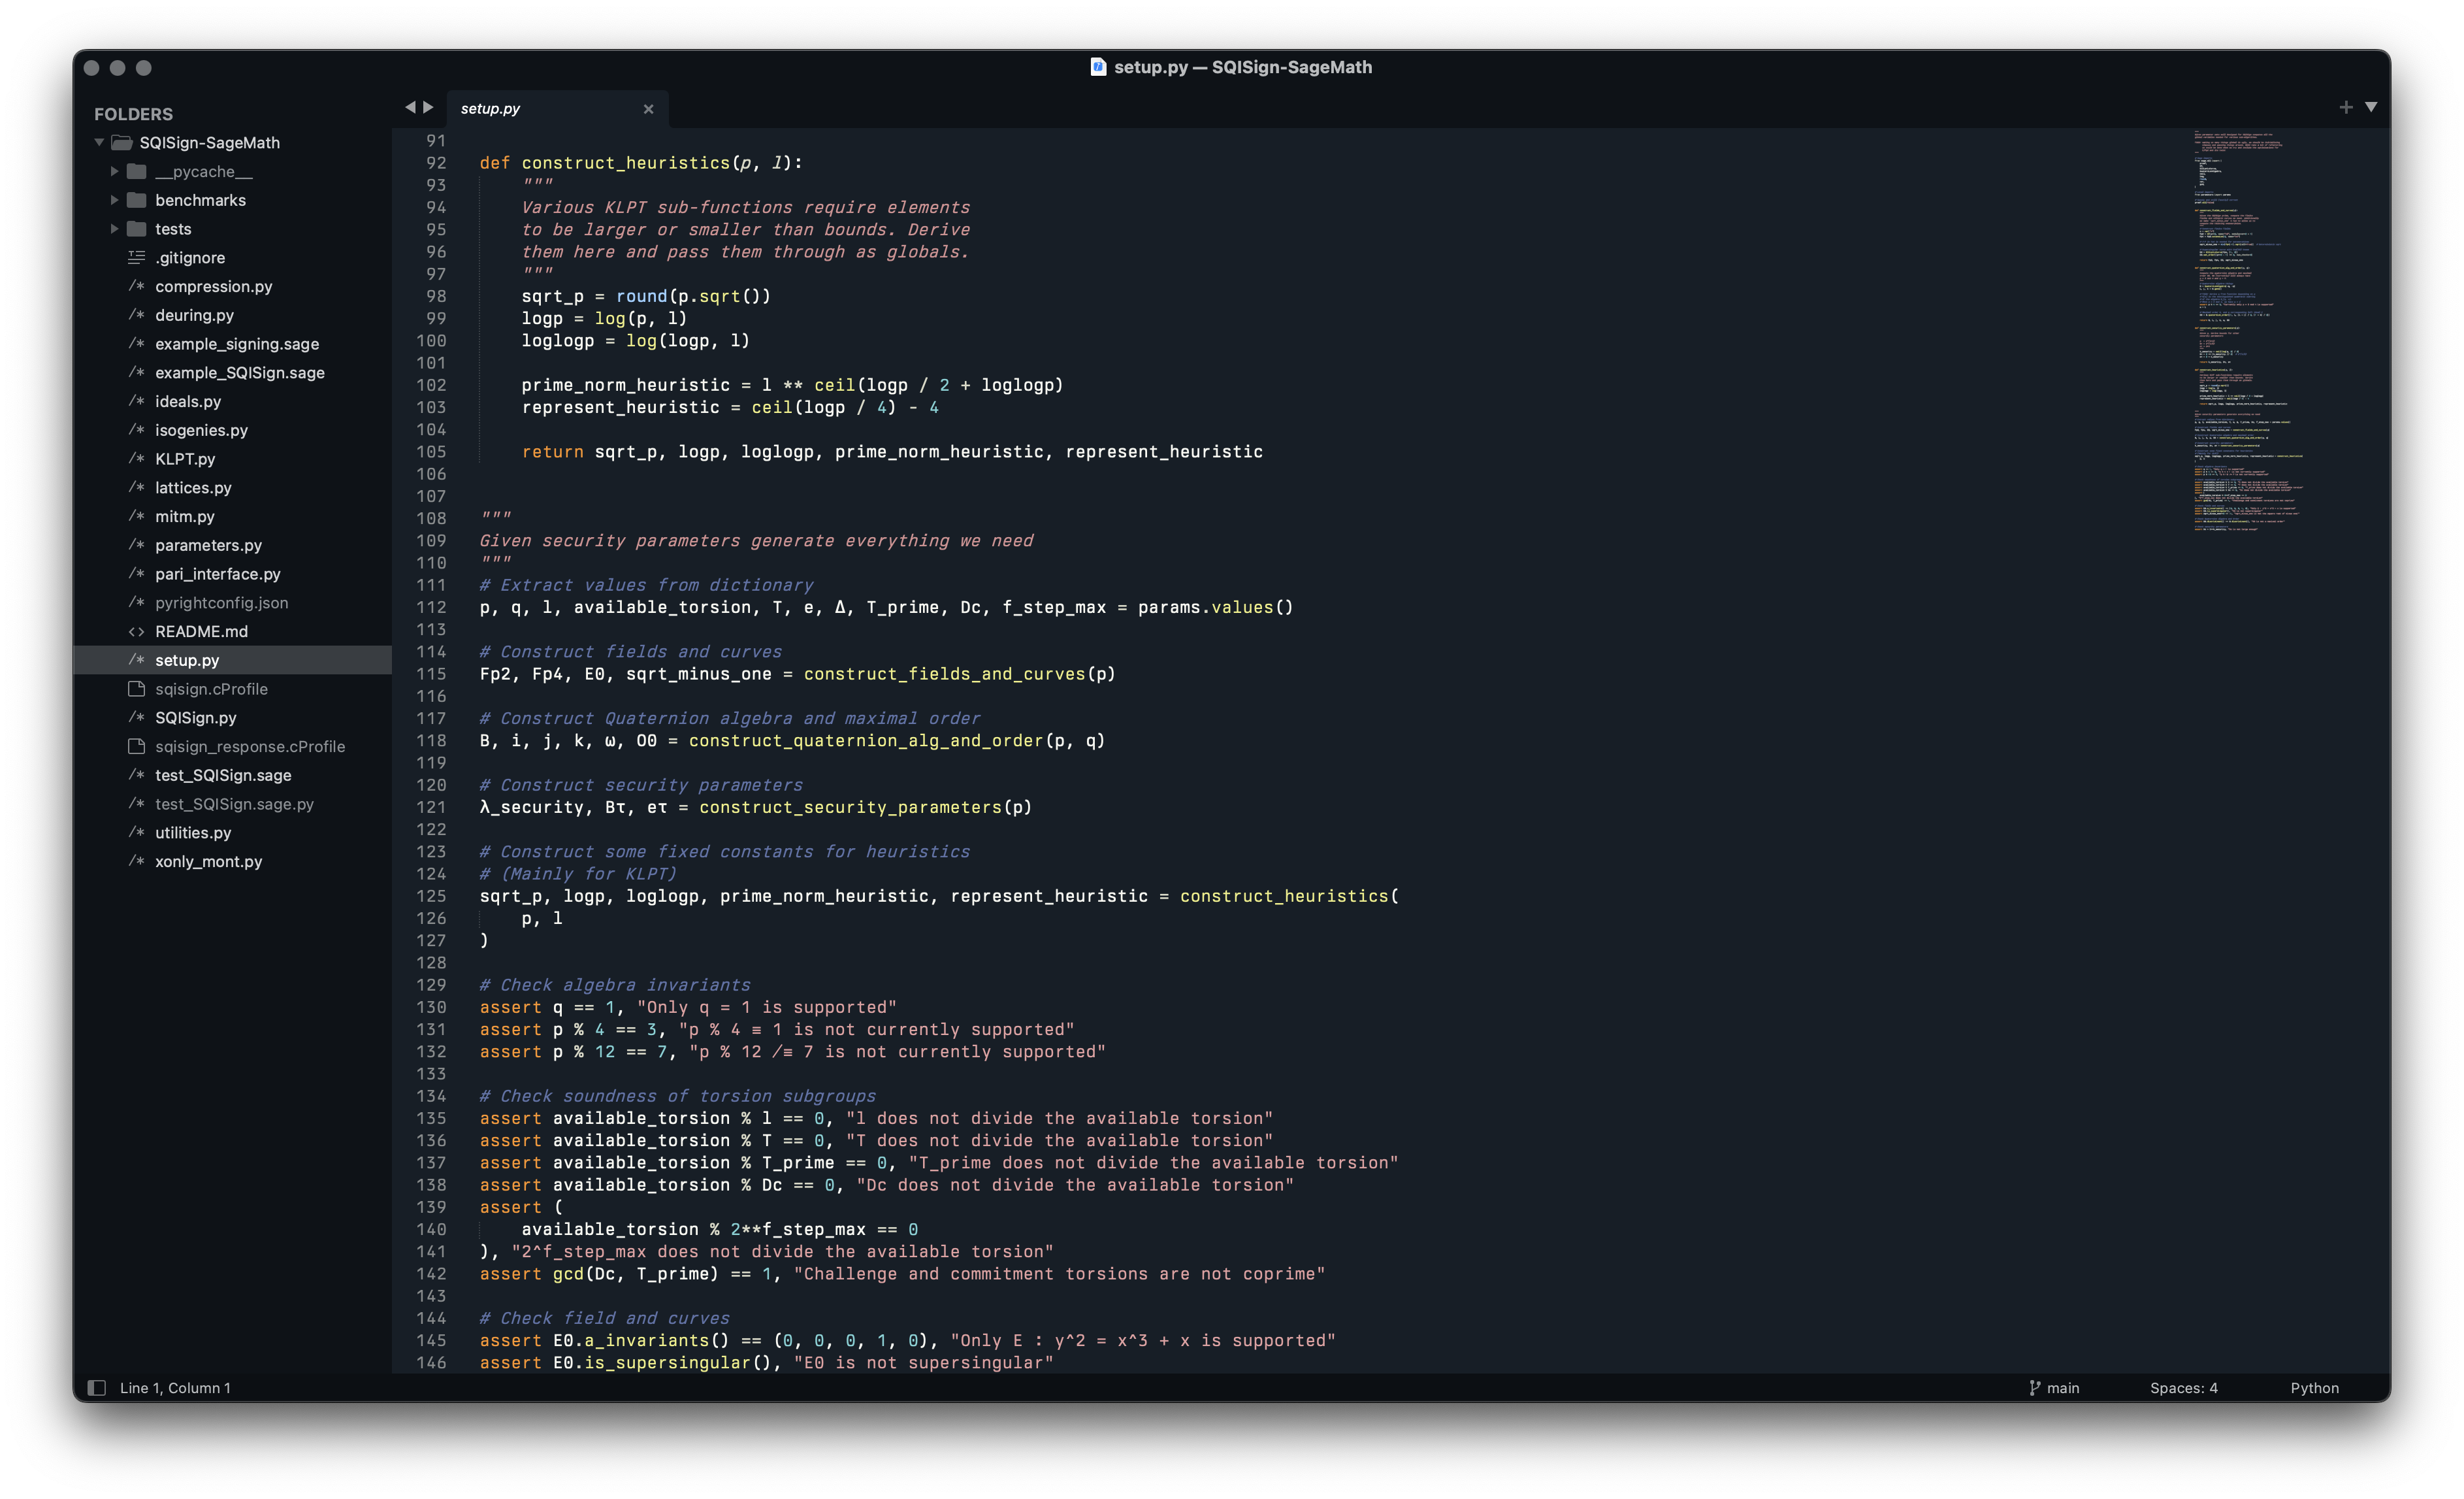 setup.py — SQISign-SageMath
FOLDERS
SQISign-SageMath
__pycache__
benchmarks
tests
.gitignore
/* compression.py
/* deuring.py
/* example_signing.sage
/* example_SQISign.sage
/* ideals.py
/* isogenies.py
/* KLPT.py
/* lattices.py
/* mitm.py
/* parameters.py
/* pari_interface.py
/* pyrightconfig.json
<> README.md
/* setup.py
sqisign.cProfile
/* SQISign.py
sqisign_response.cProfile
/* test_SQISign.sage
/* test_SQISign.sage.py
/* utilities.py
/* xonly_mont.py
setup.py
91
92 def construct_heuristics(p, l):
93     """
94     Various KLPT sub-functions require elements
95     to be larger or smaller than bounds. Derive
96     them here and pass them through as globals.
97     """
98     sqrt_p = round(p.sqrt())
99     logp = log(p, l)
100     loglogp = log(logp, l)
101
102     prime_norm_heuristic = l ** ceil(logp / 2 + loglogp)
103     represent_heuristic = ceil(logp / 4) - 4
104
105     return sqrt_p, logp, loglogp, prime_norm_heuristic, represent_heuristic
106
107
108 """
109 Given security parameters generate everything we need
110 """
111 # Extract values from dictionary
112 p, q, l, available_torsion, T, e, Δ, T_prime, Dc, f_step_max = params.values()
113
114 # Construct fields and curves
115 Fp2, Fp4, E0, sqrt_minus_one = construct_fields_and_curves(p)
116
117 # Construct Quaternion algebra and maximal order
118 B, i, j, k, ω, O0 = construct_quaternion_alg_and_order(p, q)
119
120 # Construct security parameters
121 λ_security, Bτ, eτ = construct_security_parameters(p)
122
123 # Construct some fixed constants for heuristics
124 # (Mainly for KLPT)
125 sqrt_p, logp, loglogp, prime_norm_heuristic, represent_heuristic = construct_heuristics(
126     p, l
127 )
128
129 # Check algebra invariants
130 assert q == 1, "Only q = 1 is supported"
131 assert p % 4 == 3, "p % 4 ≡ 1 is not currently supported"
132 assert p % 12 == 7, "p % 12 /≡ 7 is not currently supported"
133
134 # Check soundness of torsion subgroups
135 assert available_torsion % l == 0, "l does not divide the available torsion"
136 assert available_torsion % T == 0, "T does not divide the available torsion"
137 assert available_torsion % T_prime == 0, "T_prime does not divide the available torsion"
138 assert available_torsion % Dc == 0, "Dc does not divide the available torsion"
139 assert (
140     available_torsion % 2**f_step_max == 0
141 ), "2^f_step_max does not divide the available torsion"
142 assert gcd(Dc, T_prime) == 1, "Challenge and commitment torsions are not coprime"
143
144 # Check field and curves
145 assert E0.a_invariants() == (0, 0, 0, 1, 0), "Only E : y^2 = x^3 + x is supported"
146 assert E0.is_supersingular(), "E0 is not supersingular"
Line 1, Column 1
main
Spaces: 4
Python